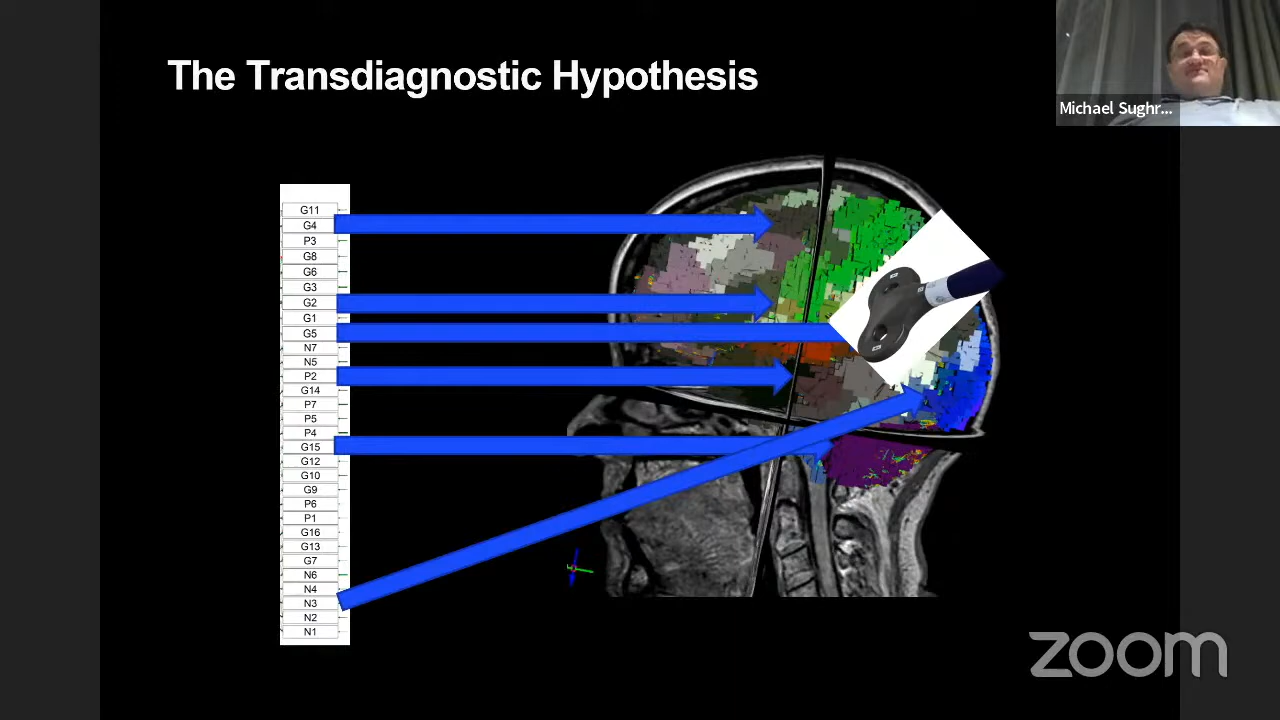 The Transdiagnostic Hypothesis
Michael Sughr...
G11
G4
P3
G8
G6
G3
G2
G1
G5
N7
N5
P2
G14
P7
P5
P4
G15
G12
G10
G9
P6
P1
G16
G13
G7
N6
N4
N3
N2
N1
zoom